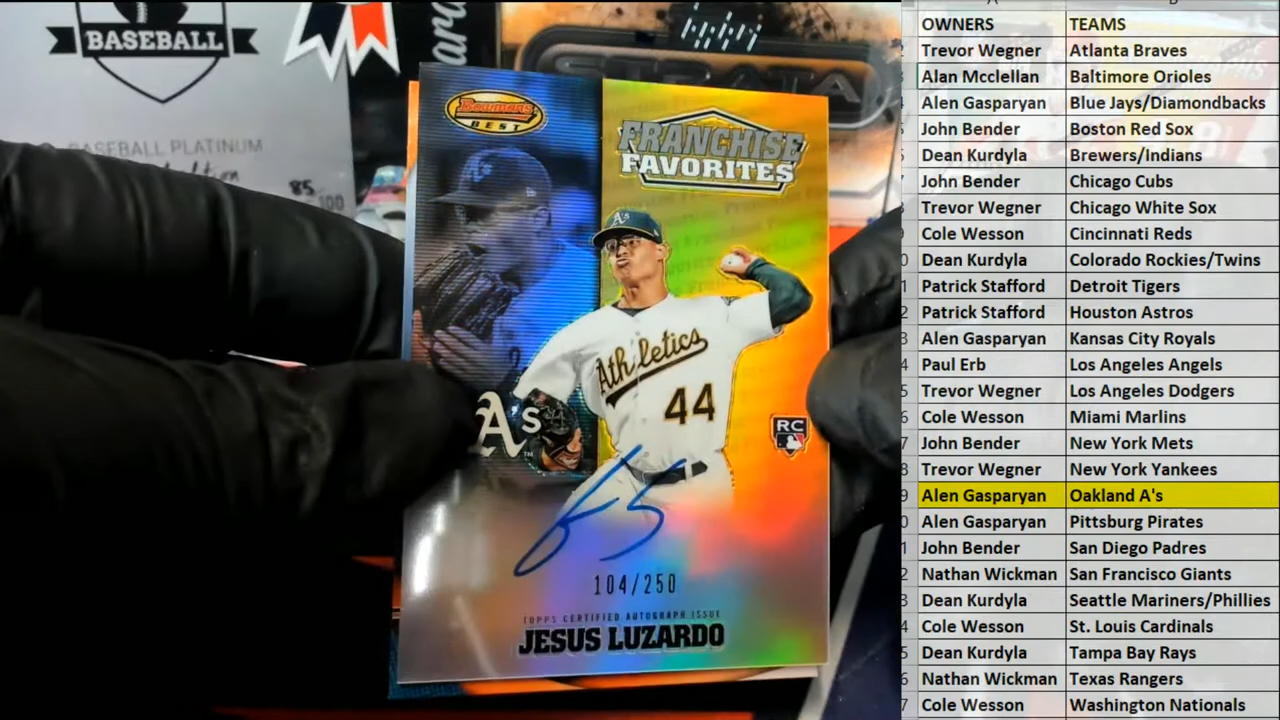 BASEBALL
BASEBALL PLATINUM
85
100
STRATA
Bowman's
BEST
FRANCHISE
FAVORITES
A's
Athletics
44
RC
A's
TM
104/250
TOPPS CERTIFIED AUTOGRAPH ISSUE
JESUS LUZARDO
OWNERS TEAMS
Trevor Wegner Atlanta Braves
Alan Mcclellan Baltimore Orioles
Alen Gasparyan Blue Jays/Diamondbacks
John Bender Boston Red Sox
Dean Kurdyla Brewers/Indians
John Bender Chicago Cubs
Trevor Wegner Chicago White Sox
Cole Wesson Cincinnati Reds
Dean Kurdyla Colorado Rockies/Twins
Patrick Stafford Detroit Tigers
Patrick Stafford Houston Astros
Alen Gasparyan Kansas City Royals
Paul Erb Los Angeles Angels
Trevor Wegner Los Angeles Dodgers
Cole Wesson Miami Marlins
John Bender New York Mets
Trevor Wegner New York Yankees
Alen Gasparyan Oakland A's
Alen Gasparyan Pittsburg Pirates
John Bender San Diego Padres
Nathan Wickman San Francisco Giants
Dean Kurdyla Seattle Mariners/Phillies
Cole Wesson St. Louis Cardinals
Dean Kurdyla Tampa Bay Rays
Nathan Wickman Texas Rangers
Cole Wesson Washington Nationals